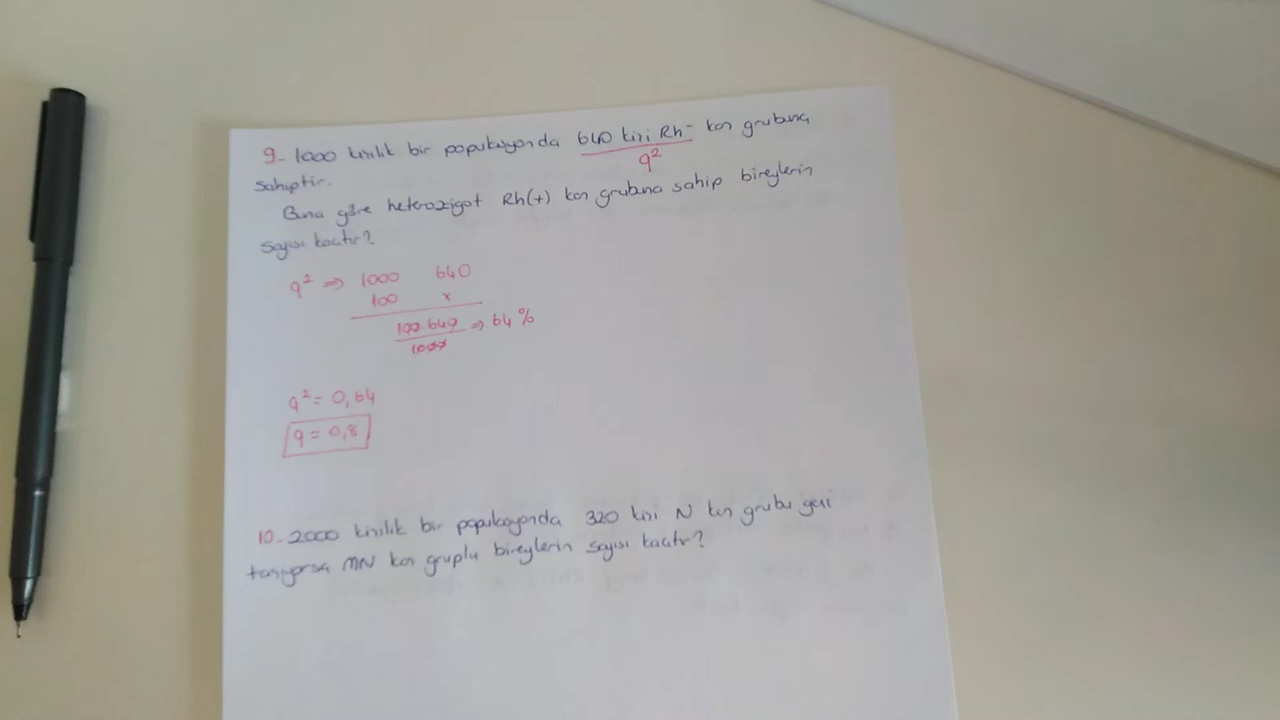 9- 1000 kişilik bir popülasyonda 640 kişi Rh⁻ kan grubuna
q²
sahiptir.
Buna göre heterozigot Rh(+) kan grubuna sahip bireylerin
sayısı kaçtır?
q² ⇒ 1000 640
100 x
100.640 ⇒ 64 %
1000
q² = 0,64
q = 0,8
10- 2000 kişilik bir popülasyonda 320 kişi N kan grubu geni
taşıyorsa MN kan gruplu bireylerin sayısı kaçtır?